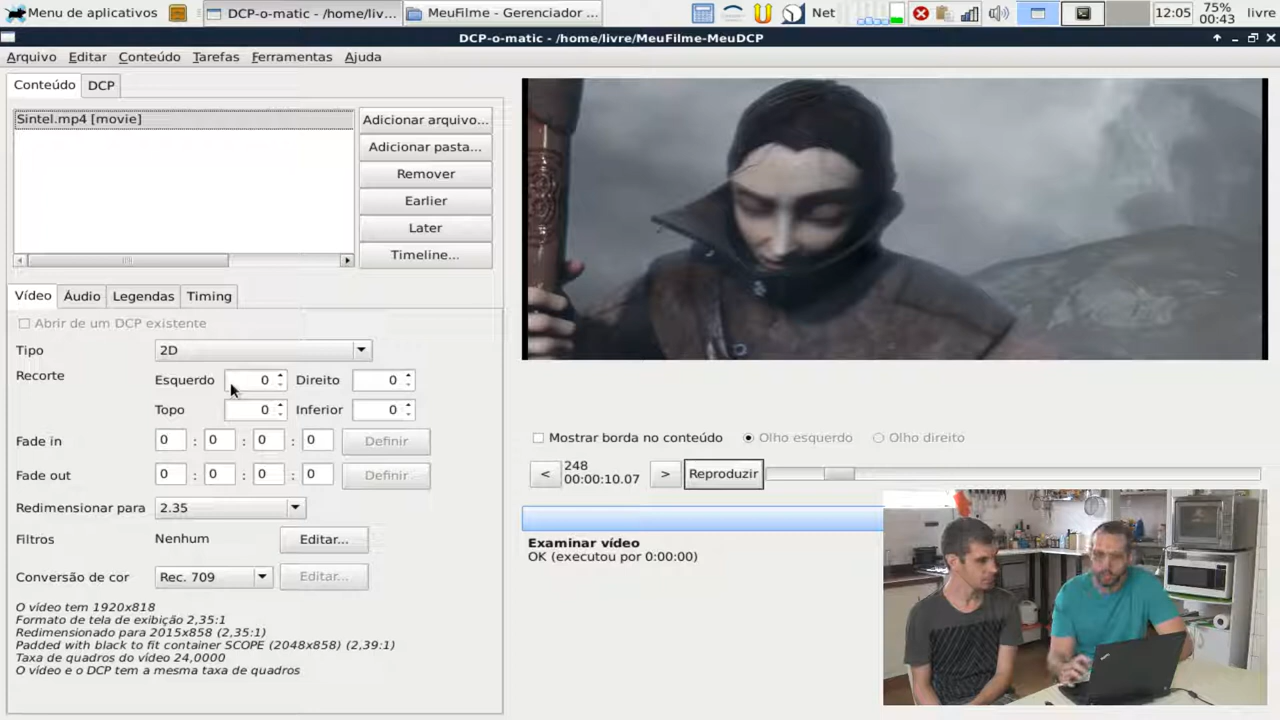 Menu de aplicativos
DCP-o-matic - /home/liv...
MeuFilme - Gerenciador ...
Net
12:05
75%
00:43
livre
DCP-o-matic - /home/livre/MeuFilme-MeuDCP
Arquivo Editar Conteúdo Tarefas Ferramentas Ajuda
Conteúdo DCP
Sintel.mp4 [movie]
Adicionar arquivo...
Adicionar pasta...
Remover
Earlier
Later
Timeline...
Vídeo Áudio Legendas Timing
Abrir de um DCP existente
Tipo 2D
Recorte Esquerdo 0 Direito 0
Topo 0 Inferior 0
Fade in 0 : 0 : 0 : 0 Definir
Fade out 0 : 0 : 0 : 0 Definir
Redimensionar para 2.35
Filtros Nenhum Editar...
Conversão de cor Rec. 709 Editar...
O vídeo tem 1920x818
Formato de tela de exibição 2,35:1
Redimensionado para 2015x858 (2,35:1)
Padded with black to fit container SCOPE (2048x858) (2,39:1)
Taxa de quadros do vídeo 24,0000
O vídeo e o DCP tem a mesma taxa de quadros
Mostrar borda no conteúdo Olho esquerdo Olho direito
< 248 > Reproduzir
00:00:10.07
Examinar vídeo
OK (executou por 0:00:00)